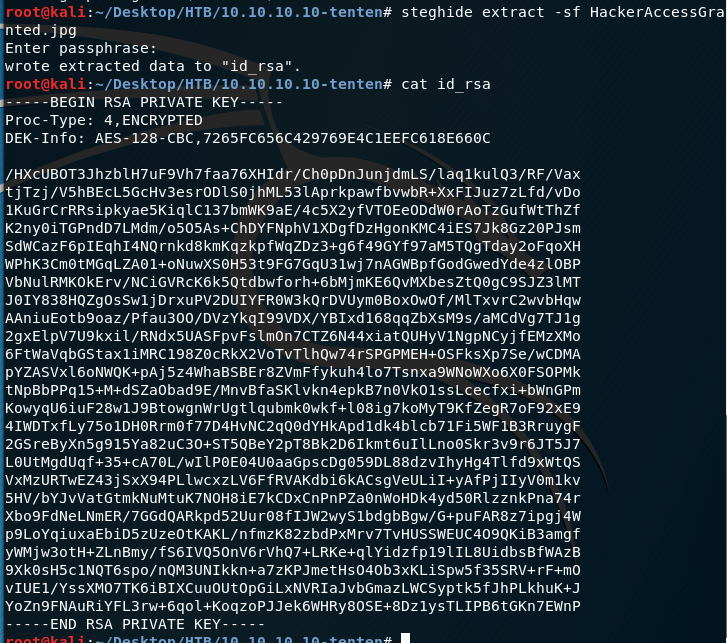 root@kali:~/Desktop/HTB/10.10.10.10-tenten# steghide extract -sf HackerAccessGra
nted.jpg
Enter passphrase:
wrote extracted data to "id_rsa".
root@kali:~/Desktop/HTB/10.10.10.10-tenten# cat id_rsa
-----BEGIN RSA PRIVATE KEY-----
Proc-Type: 4,ENCRYPTED
DEK-Info: AES-128-CBC,7265FC656C429769E4C1EEFC618E660C

/HXcUBOT3JhzblH7uF9Vh7faa76XHIdr/Ch0pDnJunjdmLS/laq1kulQ3/RF/Vax
tjTzj/V5hBEcL5GcHv3esrODlS0jhML53lAprkpawfbvwbR+XxFIJuz7zLfd/vDo
1KuGrCrRRsipkyae5KiqlC137bmWK9aE/4c5X2yfVTOEeODdW0rAoTzGufWtThZf
K2ny0iTGPndD7LMdm/o5O5As+ChDYFNphV1XDgfDzHgonKMC4iES7Jk8Gz20PJsm
SdWCazF6pIEqhI4NQrnkd8kmKqzkpfWqZDz3+g6f49GYf97aM5TQgTday2oFqoXH
WPhK3Cm0tMGqLZA01+oNuwXS0H53t9FG7GqU31wj7nAGWBpfGodGwedYde4zlOBP
VbNulRMKOkErv/NCiGVRcK6k5Qtdbwforh+6bMjmKE6QvMXbesZtQ0gC9SJZ3lMT
J0IY838HQZgOsSw1jDrxuPV2DUIYFR0W3kQrDVUym0BoxOwOf/MlTxvrC2wvbHqw
AAniuEotb9oaz/Pfau3OO/DVzYkqI99VDX/YBIxd168qqZbXsM9s/aMCdVg7TJ1g
2gxElpV7U9kxil/RNdx5UASFpvFslmOn7CTZ6N44xiatQUHyV1NgpNCyjfEMzXMo
6FtWaVqbGStax1iMRC198Z0cRkX2VoTvTlhQw74rSPGPMEH+OSFksXp7Se/wCDMA
pYZASVxl6oNWQK+pAj5z4WhaBSBEr8ZVmFfykuh4lo7Tsnxa9WNoWXo6X0FSOPMk
tNpBbPPq15+M+dSZaObad9E/MnvBfaSKlvkn4epkB7n0VkO1ssLcecfxi+bWnGPm
KowyqU6iuF28w1J9BtowgnWrUgtlqubmk0wkf+l08ig7koMyT9KfZegR7oF92xE9
4IWDTxfLy75o1DH0Rrm0f77D4HvNC2qQ0dYHkApd1dk4blcb71Fi5WF1B3RruygF
2GSreByXn5g915Ya82uC3O+ST5QBeY2pT8Bk2D6Ikmt6uIlLno0Skr3v9r6JT5J7
L0UtMgdUqf+35+cA70L/wIlP0E04U0aaGpscDg059DL88dzvIhyHg4Tlfd9xWtQS
VxMzURTwEZ43jSxX94PLlwcxzLV6FfRVAKdbi6kACsgVeULiI+yAfPjIIyV0m1kv
5HV/bYJvVatGtmkNuMtuK7NOH8iE7kCDxCnPnPZa0nWoHDk4yd50RlzznkPna74r
Xbo9FdNeLNmER/7GGdQARkpd52Uur08fIJW2wyS1bdgbBgw/G+puFAR8z7ipgj4W
p9LoYqiuxaEbiD5zUzeOtKAKL/nfmzK82zbdPxMrv7TvHUSSWEUC4O9QKiB3amgf
yWMjw3otH+ZLnBmy/fS6IVQ5OnV6rVhQ7+LRKe+qlYidzfp19lIL8UidbsBfWAzB
9Xk0sH5c1NQT6spo/nQM3UNIkkn+a7zKPJmetHsO4Ob3xKLiSpw5f35SRV+rF+mO
vIUE1/YssXMO7TK6iBIXCuuOUtOpGiLxNVRIaJvbGmazLWCSyptk5fJhPLkhuK+J
YoZn9FNAuRiYFL3rw+6qol+KoqzoPJJek6WHRy8OSE+8Dz1ysTLIPB6tGKn7EWnP
-----END RSA PRIVATE KEY-----
root@kali:~/Desktop/HTB/10.10.10.10-tenten#